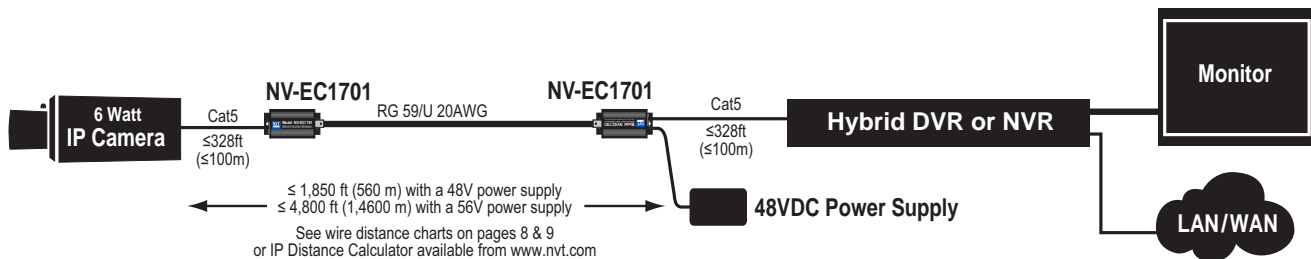 6 Watt
IP Camera
Cat5
≤328ft
(≤100m)
NV-EC1701
RG 59/U 20AWG
NV-EC1701
Cat5
≤328ft
(≤100m)
Hybrid DVR or NVR
Monitor
LAN/WAN
48VDC Power Supply
≤ 1,850 ft (560 m) with a 48V power supply
≤ 4,800 ft (1,4600 m) with a 56V power supply
See wire distance charts on pages 8 & 9
or IP Distance Calculator available from www.nvt.com